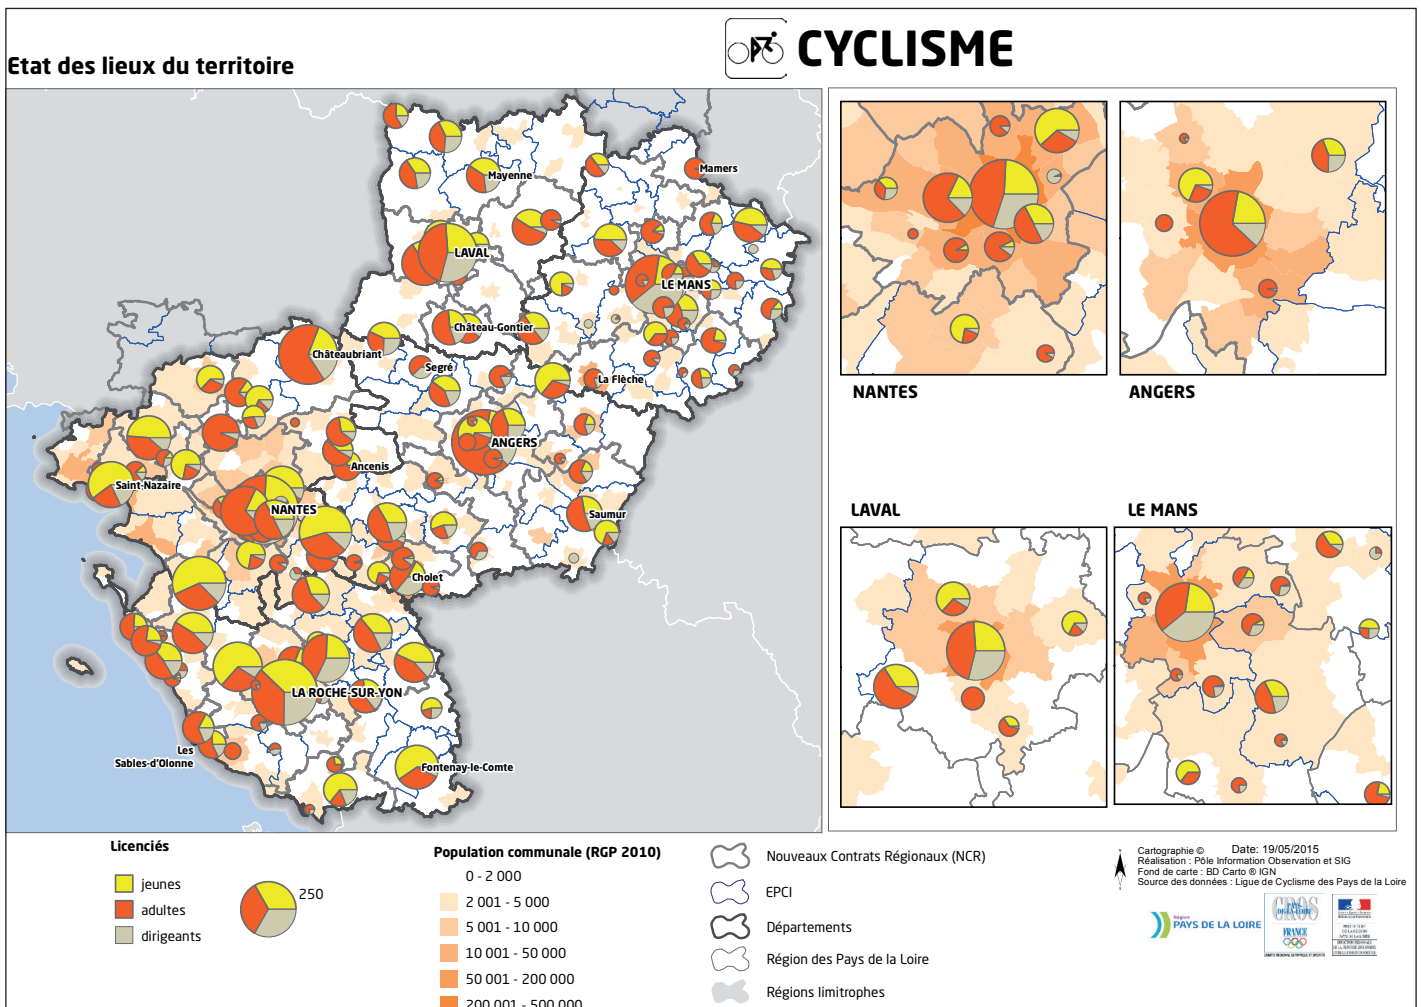 CYCLISME
Etat des lieux du territoire
Mamers
Mayenne
LAVAL
LE MANS
Château-Gontier
Châteaubriant
Segré
La Flèche
ANGERS
Ancenis
Saint-Nazaire
NANTES
Saumur
Cholet
LA ROCHE-SUR-YON
Les
Sables-d'Olonne
Fontenay-le-Comte
NANTES
ANGERS
LAVAL
LE MANS
Licenciés
jeunes
adultes
dirigeants
250
Population communale (RGP 2010)
0 - 2 000
2 001 - 5 000
5 001 - 10 000
10 001 - 50 000
50 001 - 200 000
200 001 - 500 000
Nouveaux Contrats Régionaux (NCR)
EPCI
Départements
Région des Pays de la Loire
Régions limitrophes
Cartographie © Date: 19/05/2015
Réalisation : Pôle Information Observation et SIG
Fond de carte : BD Carto ® IGN
Source des données : Ligue de Cyclisme des Pays de la Loire
Région
PAYS DE LA LOIRE
CROS
PAYS-
DE-LA-LOIRE
FRANCE